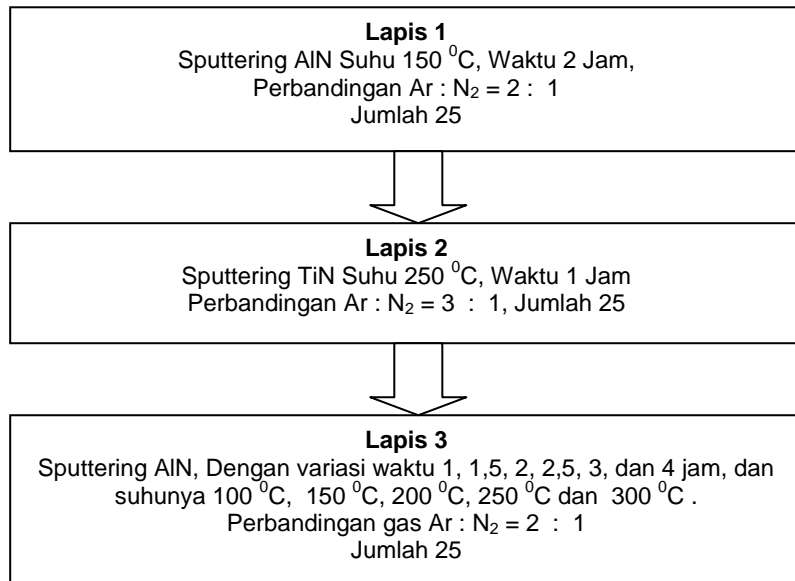 Lapis 1
Sputtering AlN Suhu 150 ⁰C, Waktu 2 Jam,
Perbandingan Ar : N₂ = 2 : 1
Jumlah 25
Lapis 2
Sputtering TiN Suhu 250 ⁰C, Waktu 1 Jam
Perbandingan Ar : N₂ = 3 : 1, Jumlah 25
Lapis 3
Sputtering AlN, Dengan variasi waktu 1, 1,5, 2, 2,5, 3, dan 4 jam, dan
suhunya 100 ⁰C, 150 ⁰C, 200 ⁰C, 250 ⁰C dan 300 ⁰C .
Perbandingan gas Ar : N₂ = 2 : 1
Jumlah 25